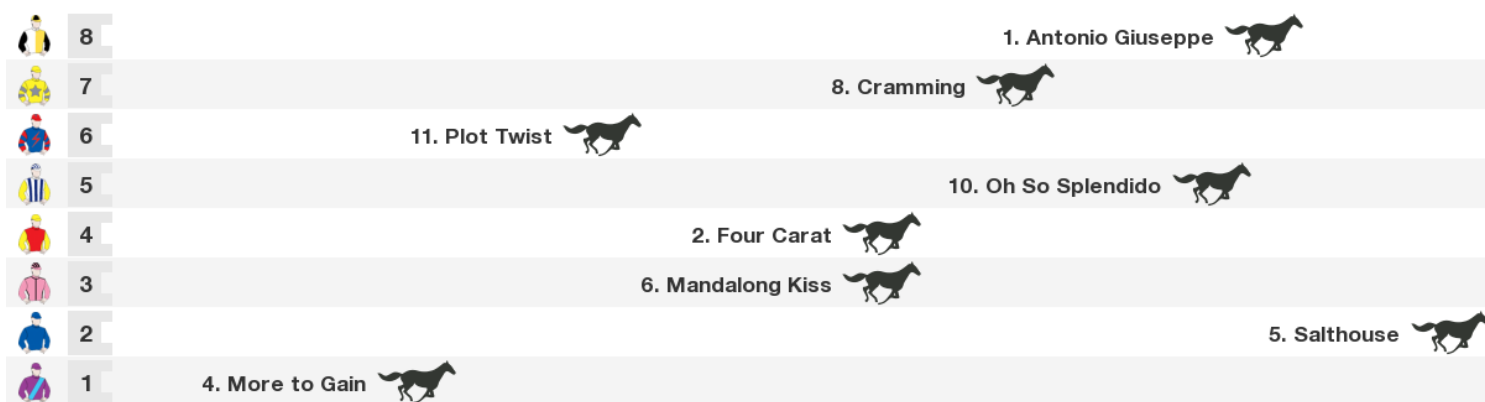 8 1. Antonio Giuseppe
7 8. Cramming
6 11. Plot Twist
5 10. Oh So Splendido
4 2. Four Carat
3 6. Mandalong Kiss
2 5. Salthouse
1 4. More to Gain